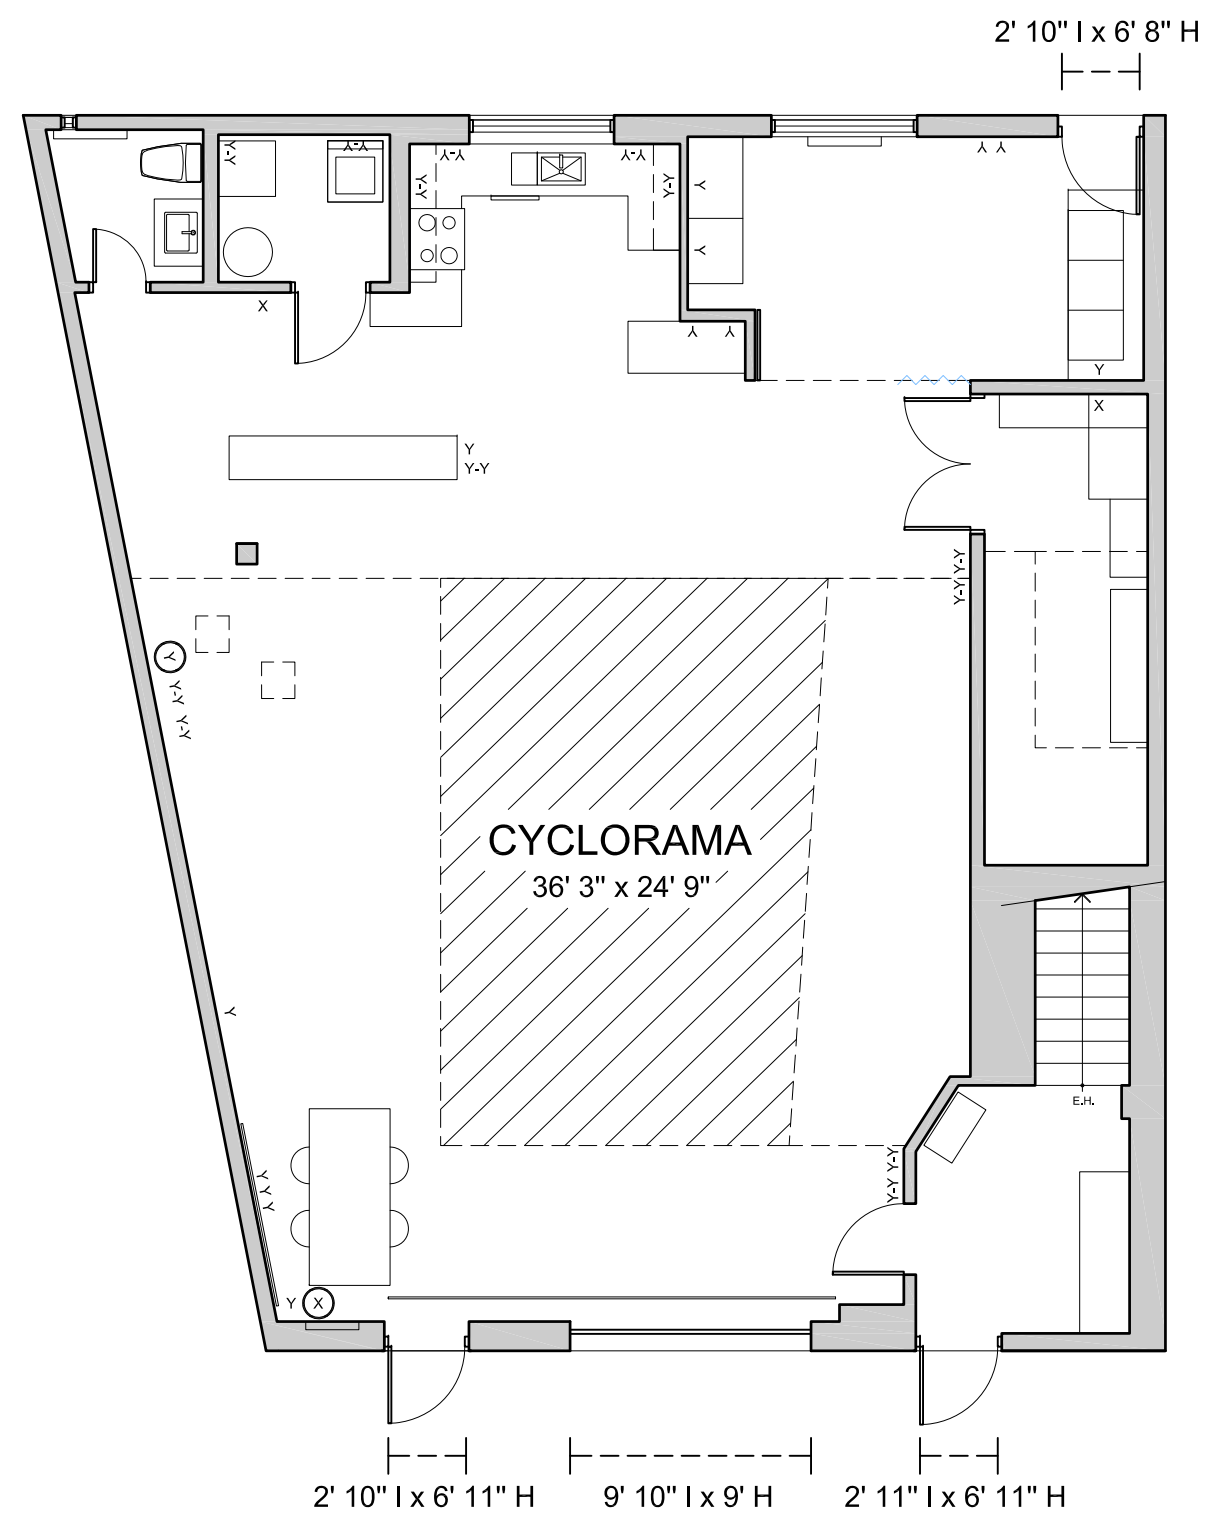 2' 10" l x 6' 8" H
Y-Y
Y-Y
Y-Y
Y-Y
Y Y
Y-Y
Y-Y
Y
Y
X
Y Y
Y
X
Y
Y-Y
Y-Y Y-Y
Y
Y-Y Y-Y
CYCLORAMA
36' 3" x 24' 9"
Y
E.H.
Y-Y Y-Y
Y Y Y
Y X
2' 10" l x 6' 11" H
9' 10" l x 9' H
2' 11" l x 6' 11" H